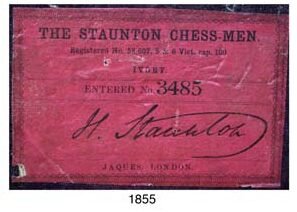 THE STAUNTON CHESS-MEN.
Registered No. 58,607, 5 & 6 Vict. cap. 100
IVORY
ENTERED No. 3485
H. Staunton
JAQUES, LONDON.
1855